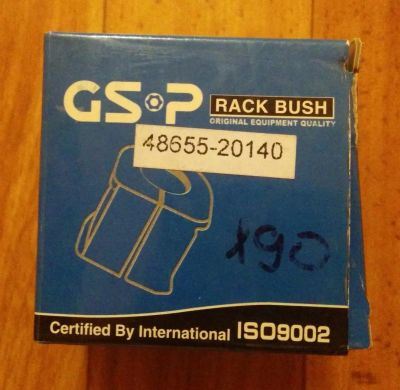 GSP RACK BUSH
ORIGINAL EQUIPMENT QUALITY
48655-20140
190
Certified By International ISO9002